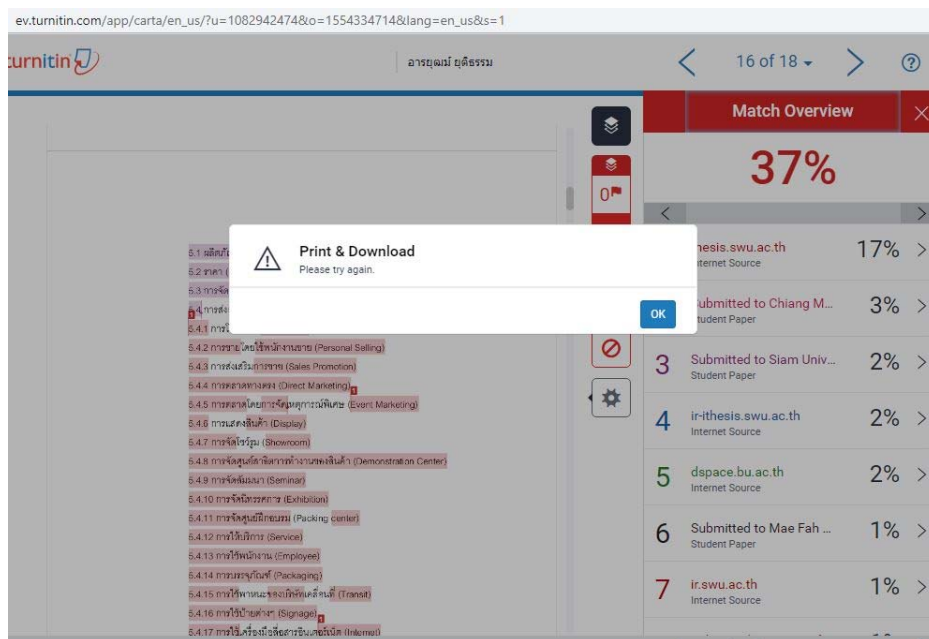 ev.turnitin.com/app/carta/en_us/?u=1082942474&o=1554334714&lang=en_us&s=1
turnitin
อารยุฒม์ ยุติธรรม
16 of 18
Match Overview
37%
0
5.1
5.2 ราคา (
5.3 การจัด
5.4 การส่ง
5.4.1
5.4.2 การขายโดยใช้พนักงานขาย (Personal Selling)
5.4.3 การส่งเสริมการขาย (Sales Promotion)
5.4.4 การตลาดทางตรง (Direct Marketing)
5.4.5 การตลาดโดยการจัดเหตุการณ์พิเศษ (Event Marketing)
5.4.6 การแสดงสินค้า (Display)
5.4.7 การจัดโชว์รูม (Showroom)
5.4.8 การจัดศูนย์สาธิตการทำงานของสินค้า (Demonstration Center)
5.4.9 การจัดสัมมนา (Seminar)
5.4.10 การจัดนิทรรศการ (Exhibition)
5.4.11 การจัดศูนย์ฝึกอบรม (Packing center)
5.4.12 การให้บริการ (Service)
5.4.13 การใช้พนักงาน (Employee)
5.4.14 การบรรจุภัณฑ์ (Packaging)
5.4.15 การใช้พาหนะของบริษัทเคลื่อนที่ (Transit)
5.4.16 การใช้ป้ายต่างๆ (Signage)
5.4.17 การใช้เครื่องมือสื่อสารอินเตอร์เน็ต (Internet)
Print & Download
Please try again.
OK
thesis.swu.ac.th
17%
Internet Source
Submitted to Chiang M...
3%
Student Paper
3
Submitted to Siam Univ...
2%
Student Paper
4
ir-ithesis.swu.ac.th
2%
Internet Source
5
dspace.bu.ac.th
2%
Internet Source
6
Submitted to Mae Fah ...
1%
Student Paper
7
ir.swu.ac.th
1%
Internet Source